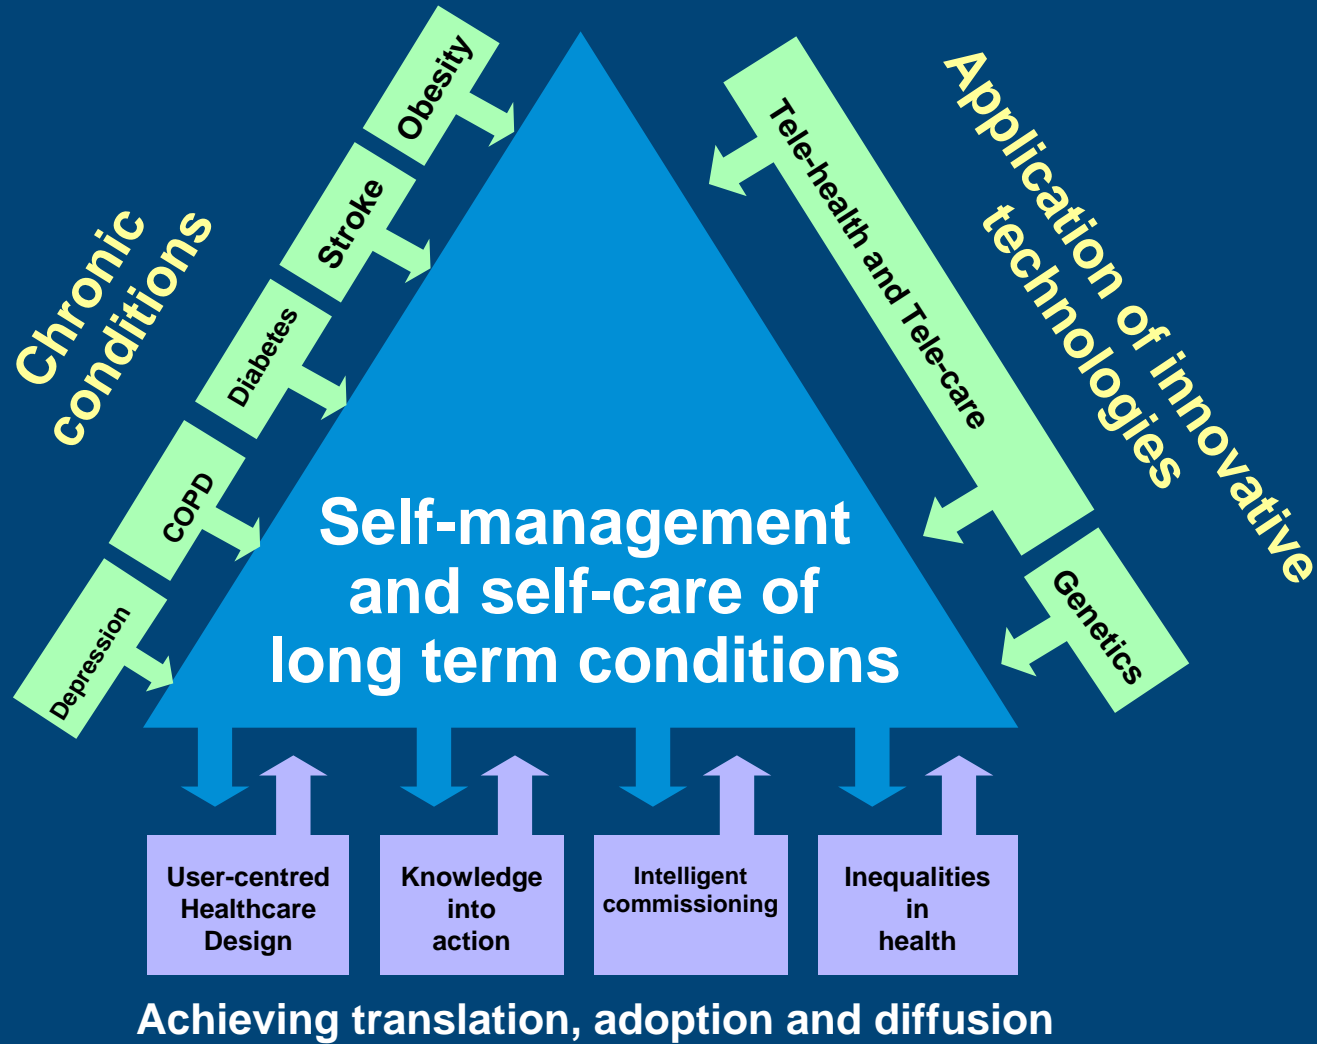 Chronic
conditions
Obesity
Stroke
Diabetes
COPD
Depression
Application of innovative
technologies
Tele-health and Tele-care
Genetics
Self-management
and self-care of
long term conditions
User-centred
Healthcare
Design
Knowledge
into
action
Intelligent
commissioning
Inequalities
in
health
Achieving translation, adoption and diffusion